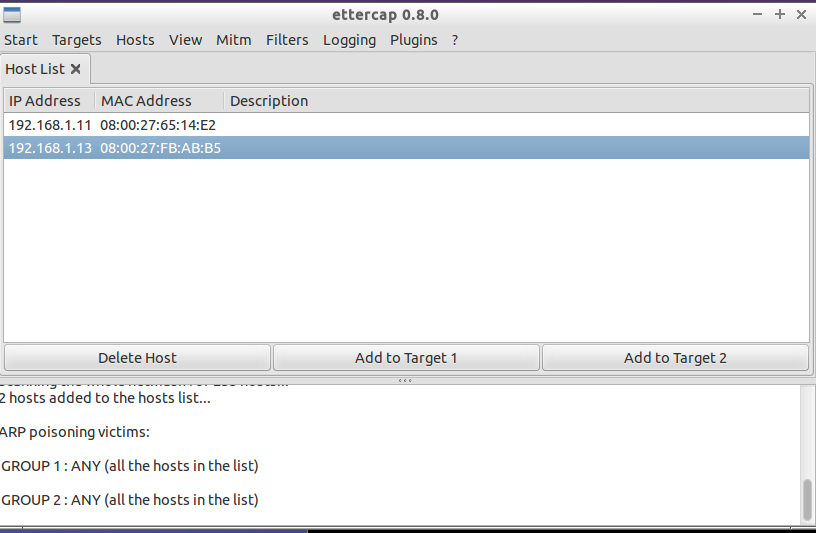 ettercap 0.8.0
Start Targets Hosts View Mitm Filters Logging Plugins ?
Host List
IP Address MAC Address Description
192.168.1.11 08:00:27:65:14:E2
192.168.1.13 08:00:27:FB:AB:B5
Delete Host Add to Target 1 Add to Target 2
2 hosts added to the hosts list...
ARP poisoning victims:
GROUP 1 : ANY (all the hosts in the list)
GROUP 2 : ANY (all the hosts in the list)